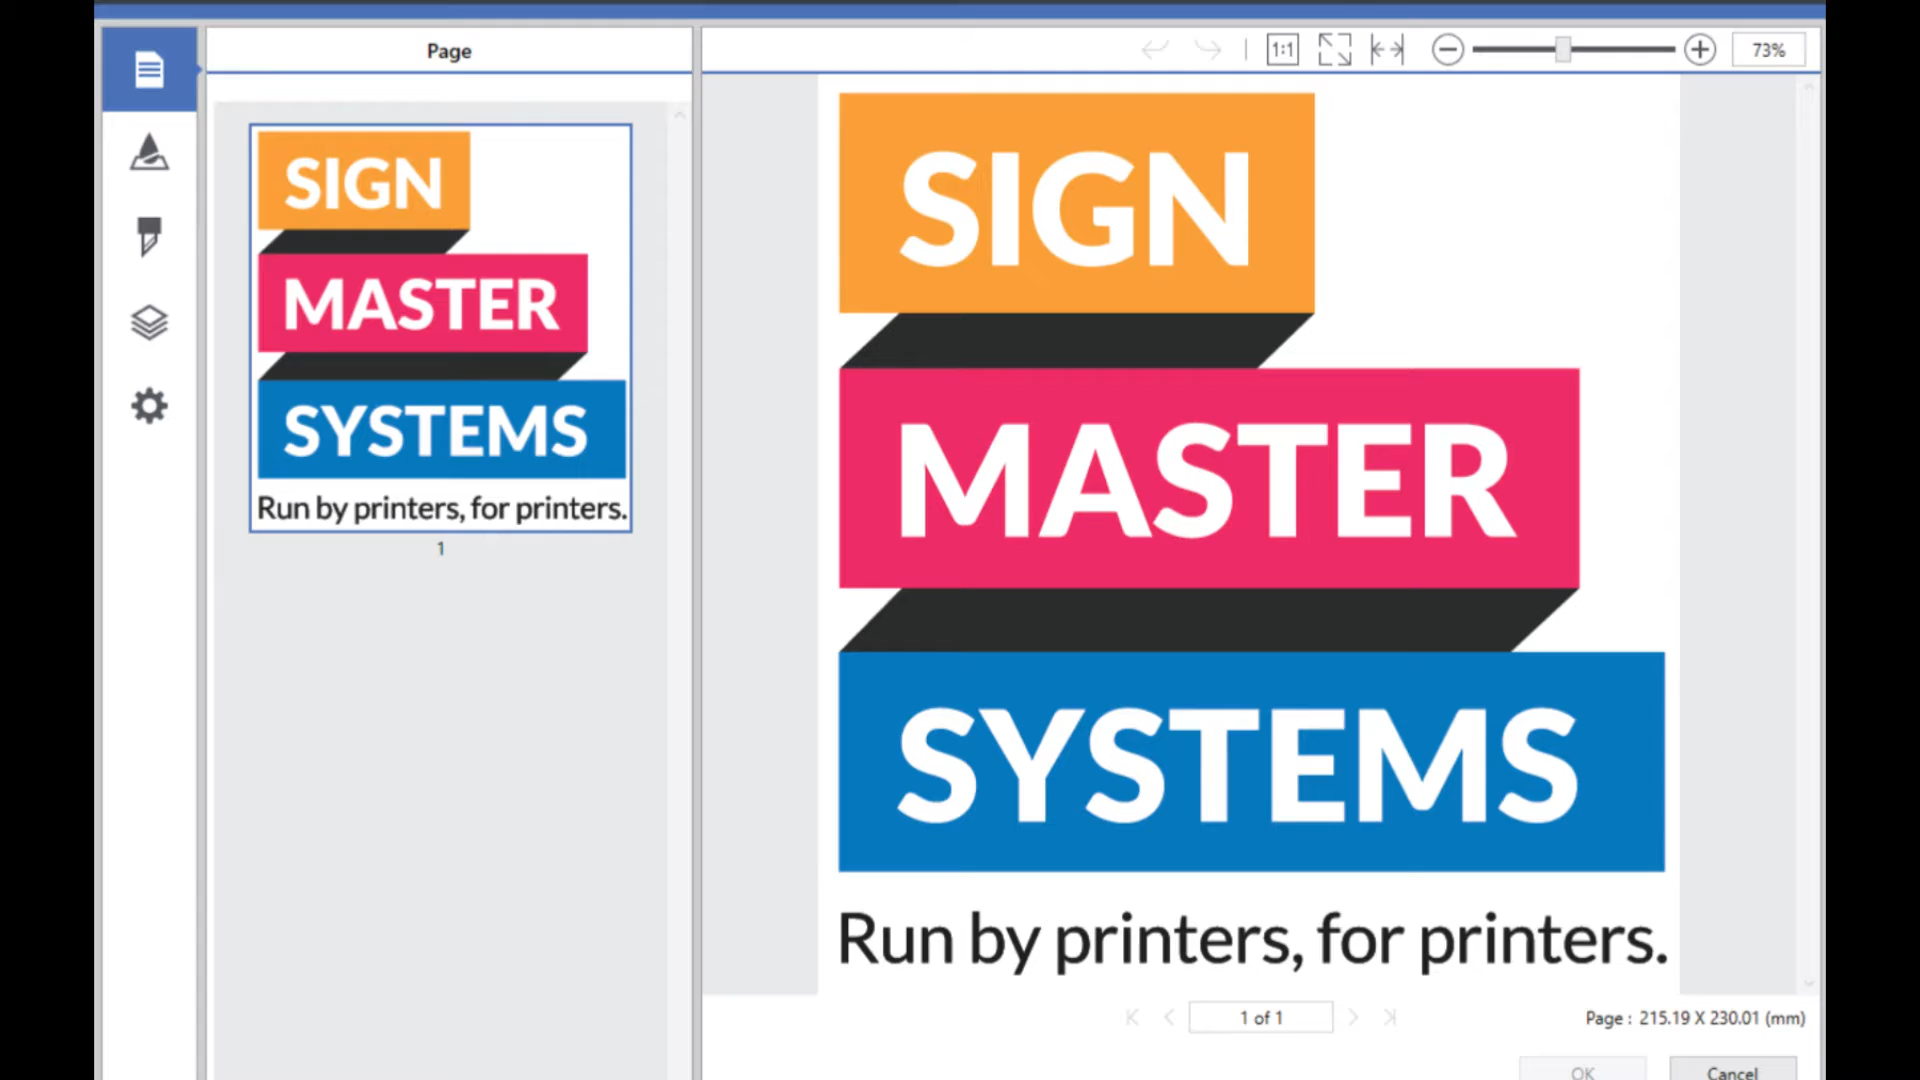 Page
1:1
73%
SIGN
MASTER
SYSTEMS
Run by printers, for printers.
1
SIGN
MASTER
SYSTEMS
Run by printers, for printers.
1 of 1
Page : 215.19 X 230.01 (mm)
OK
Cancel